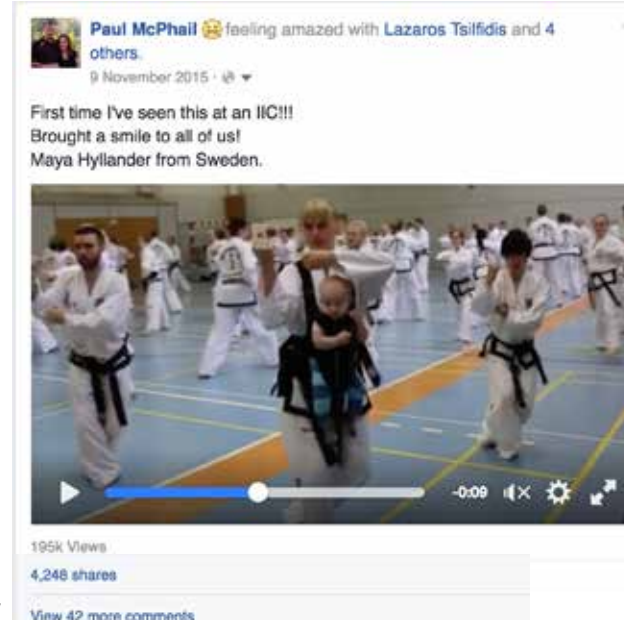 Paul McPhail feeling amazed with Lazaros Tsilfidis and 4
others.
9 November 2015 ·
First time I've seen this at an IIC!!!
Brought a smile to all of us!
Maya Hyllander from Sweden.
-0:09
195k Views
4,248 shares
View 42 more comments